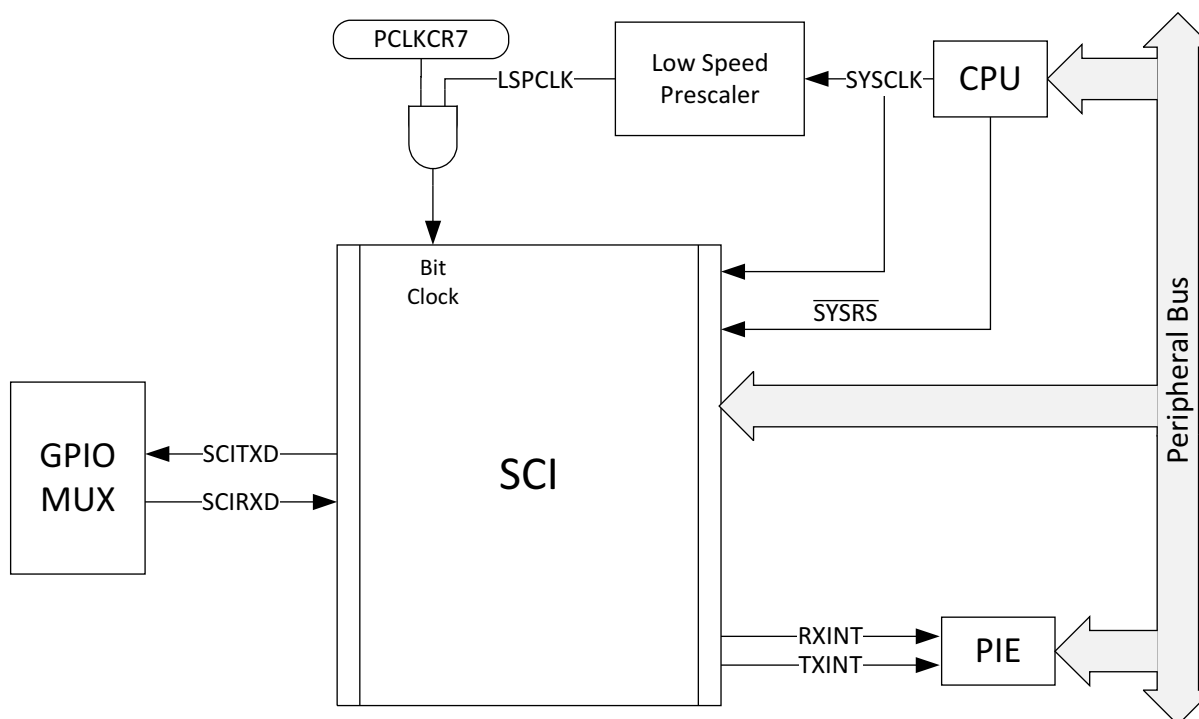 PCLKCR7
LSPCLK
Low Speed
Prescaler
SYSCLK
CPU
Bit
Clock
SYSRS
Peripheral Bus
GPIO
MUX
SCITXD
SCIRXD
SCI
RXINT
TXINT
PIE